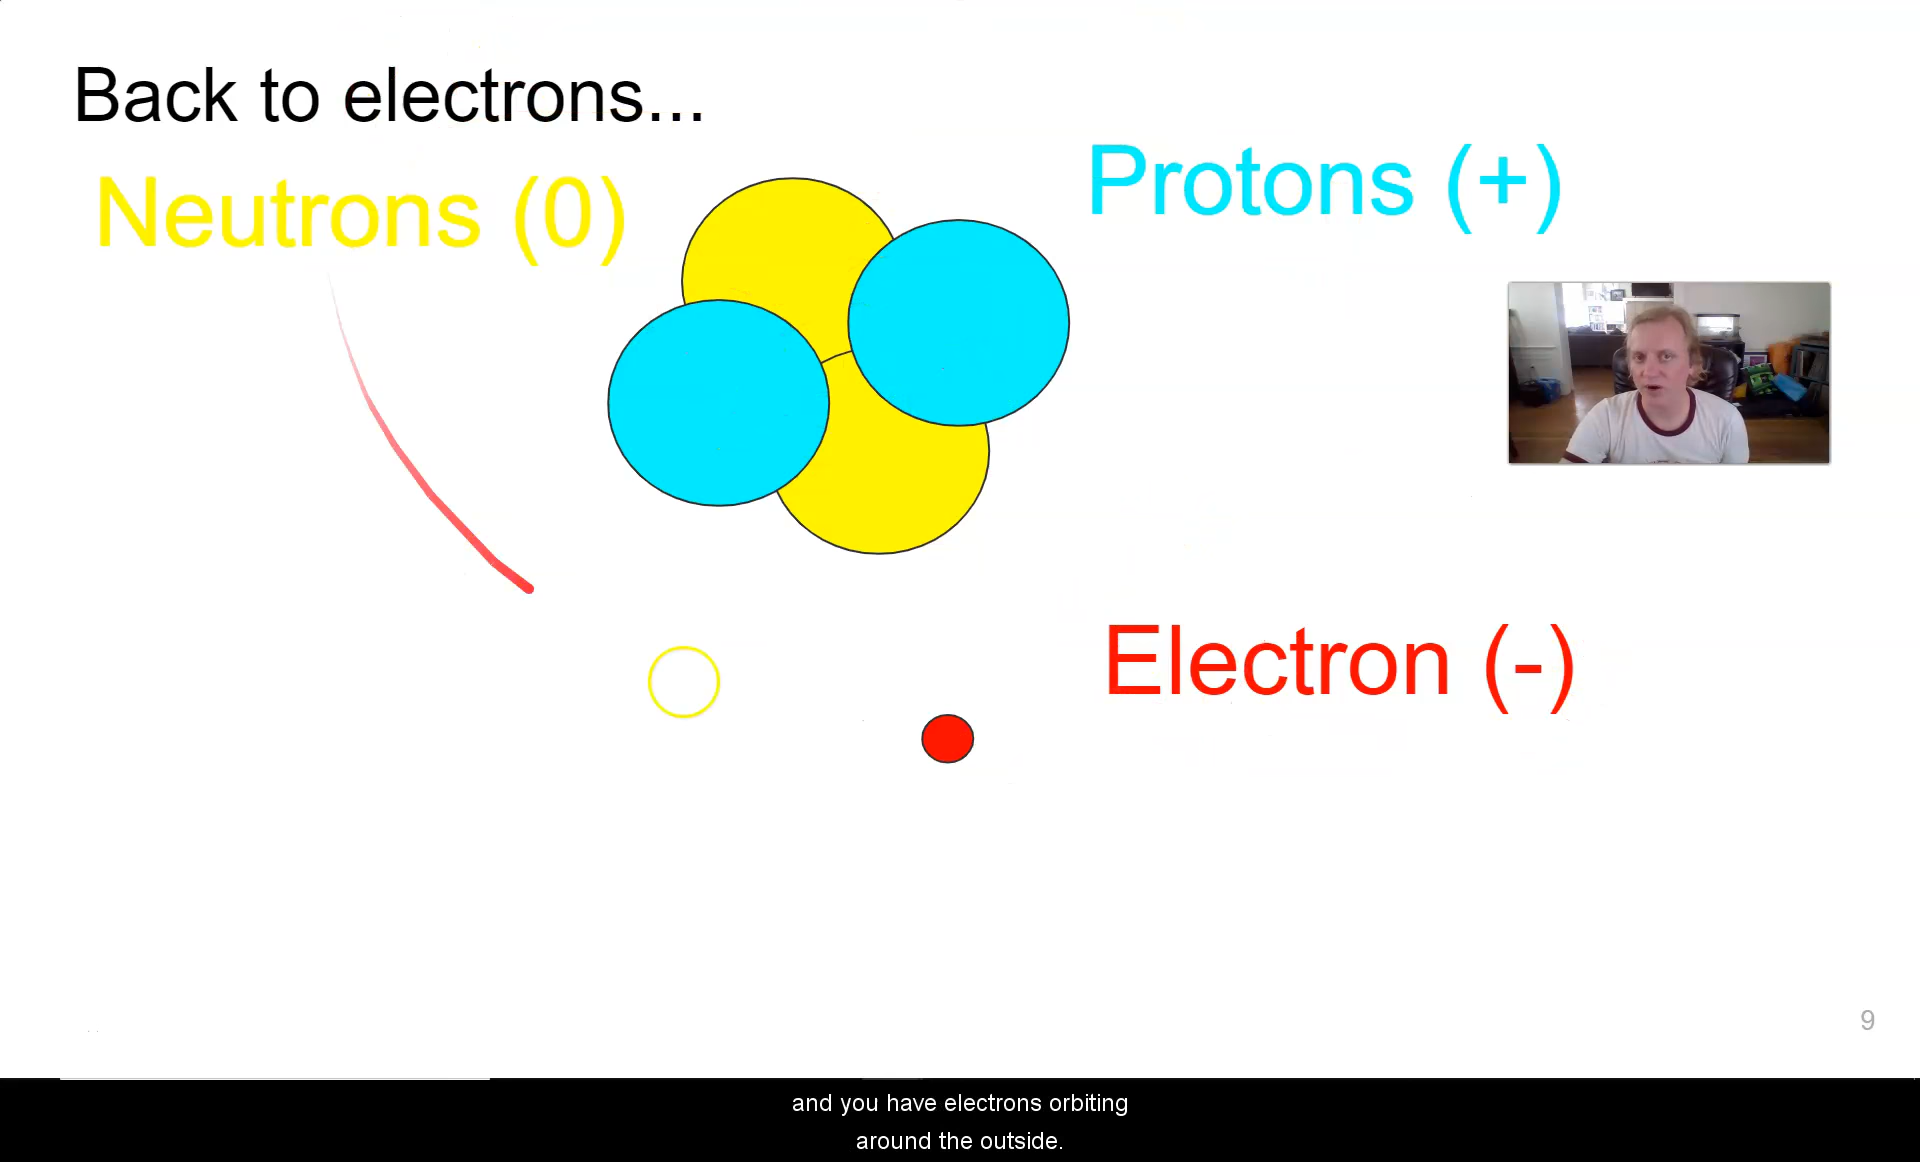 Back to electrons...
Neutrons (0)
Protons (+)
Electron (-)
9
and you have electrons orbiting
around the outside.